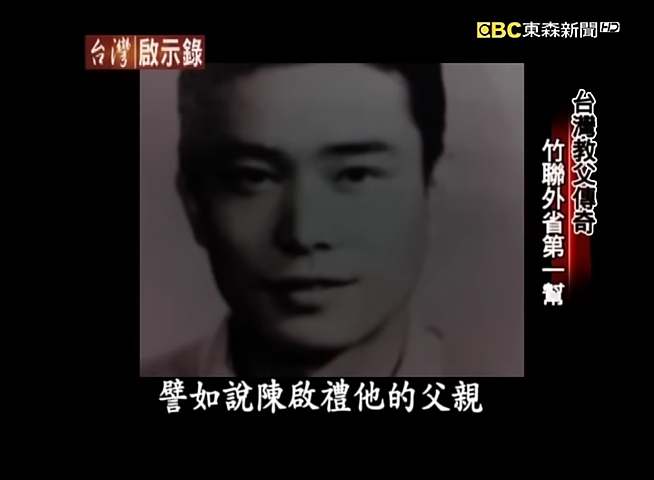 EBC東森新聞HD
台灣啟示錄
台灣教父傳奇
竹聯外省第一幫
譬如說陳啟禮他的父親